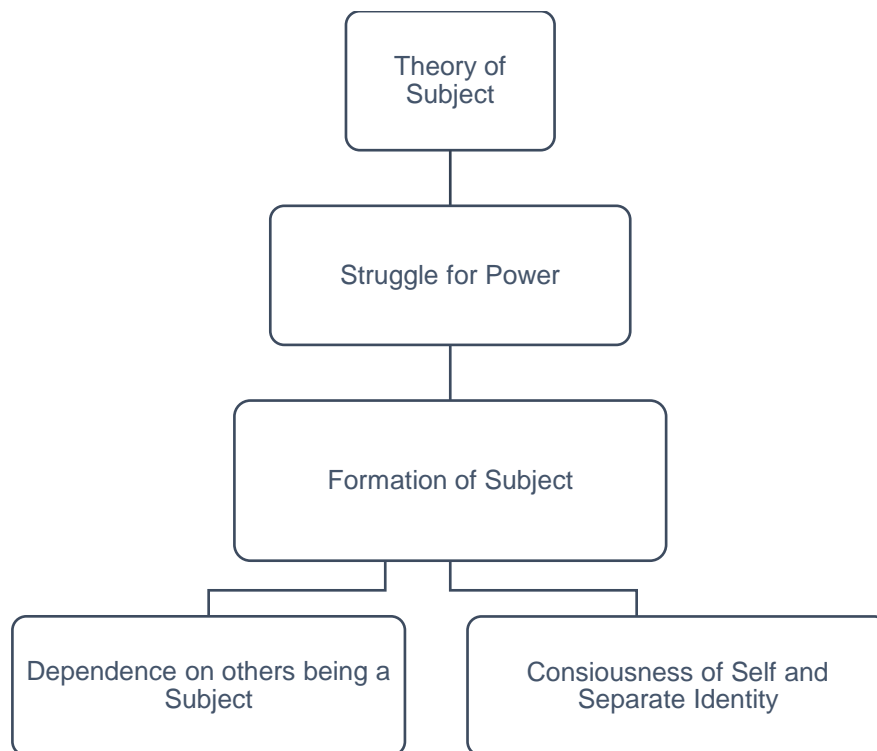 Theory of
Subject
Struggle for Power
Formation of Subject
Dependence on others being a
Subject
Consiousness of Self and
Separate Identity